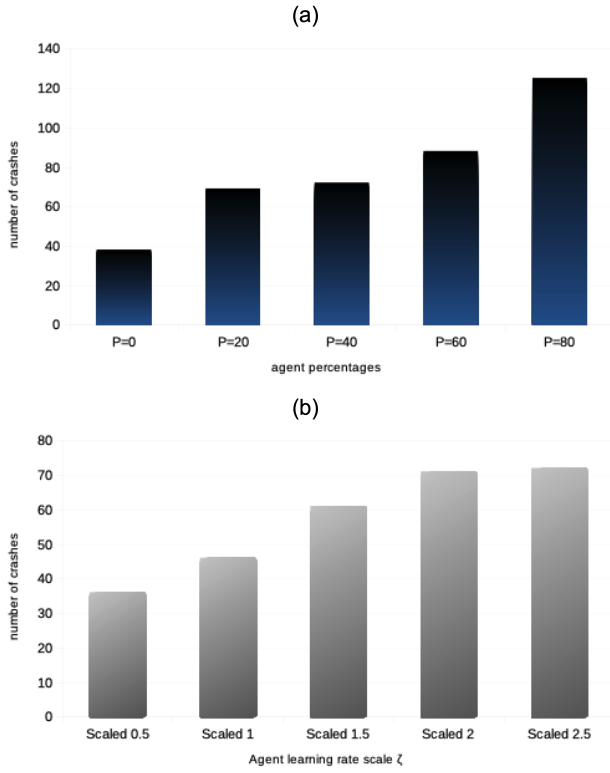 (a)
140
120
100
80
60
40
20
0
number of crashes
P=0 P=20 P=40 P=60 P=80
agent percentages
(b)
80
70
60
50
40
30
20
10
0
number of crashes
Scaled 0.5 Scaled 1 Scaled 1.5 Scaled 2 Scaled 2.5
Agent learning rate scale ζ